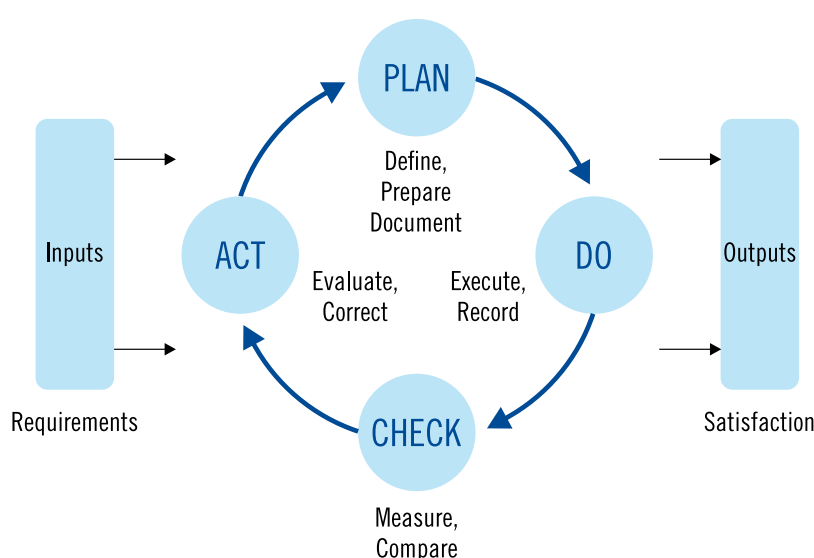 PLAN
Define,
Prepare
Document
Inputs
ACT
DO
Outputs
Evaluate,
Correct
Execute,
Record
Requirements
CHECK
Satisfaction
Measure,
Compare